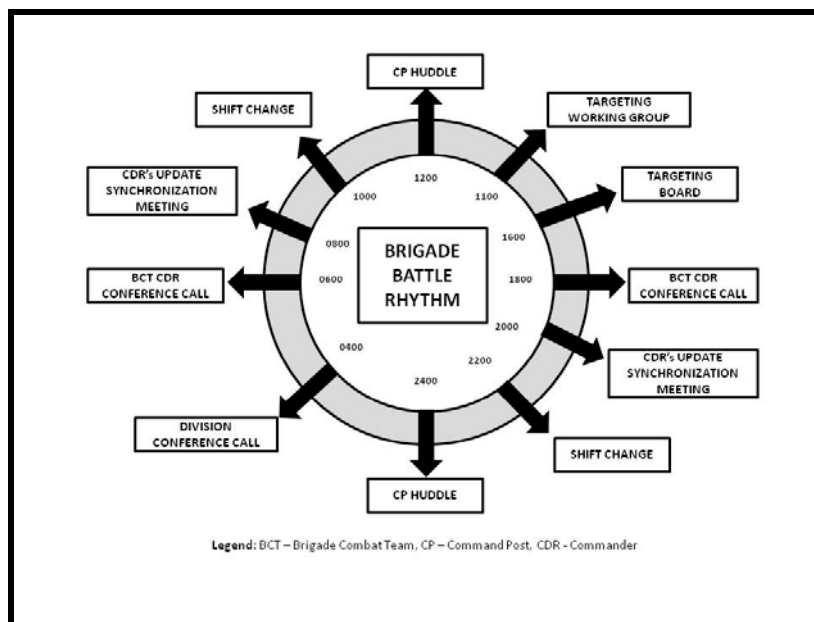 CP HUDDLE
SHIFT CHANGE
TARGETING
WORKING GROUP
CDR's UPDATE
SYNCHRONIZATION
MEETING
TARGETING
BOARD
1200
1000
1100
0800
1600
BRIGADE
BATTLE
RHYTHM
BCT CDR
CONFERENCE CALL
0600
1800
BCT CDR
CONFERENCE CALL
0400
2000
2200
2400
CDR's UPDATE
SYNCHRONIZATION
MEETING
DIVISION
CONFERENCE CALL
SHIFT CHANGE
CP HUDDLE
Legend: BCT – Brigade Combat Team, CP – Command Post, CDR - Commander